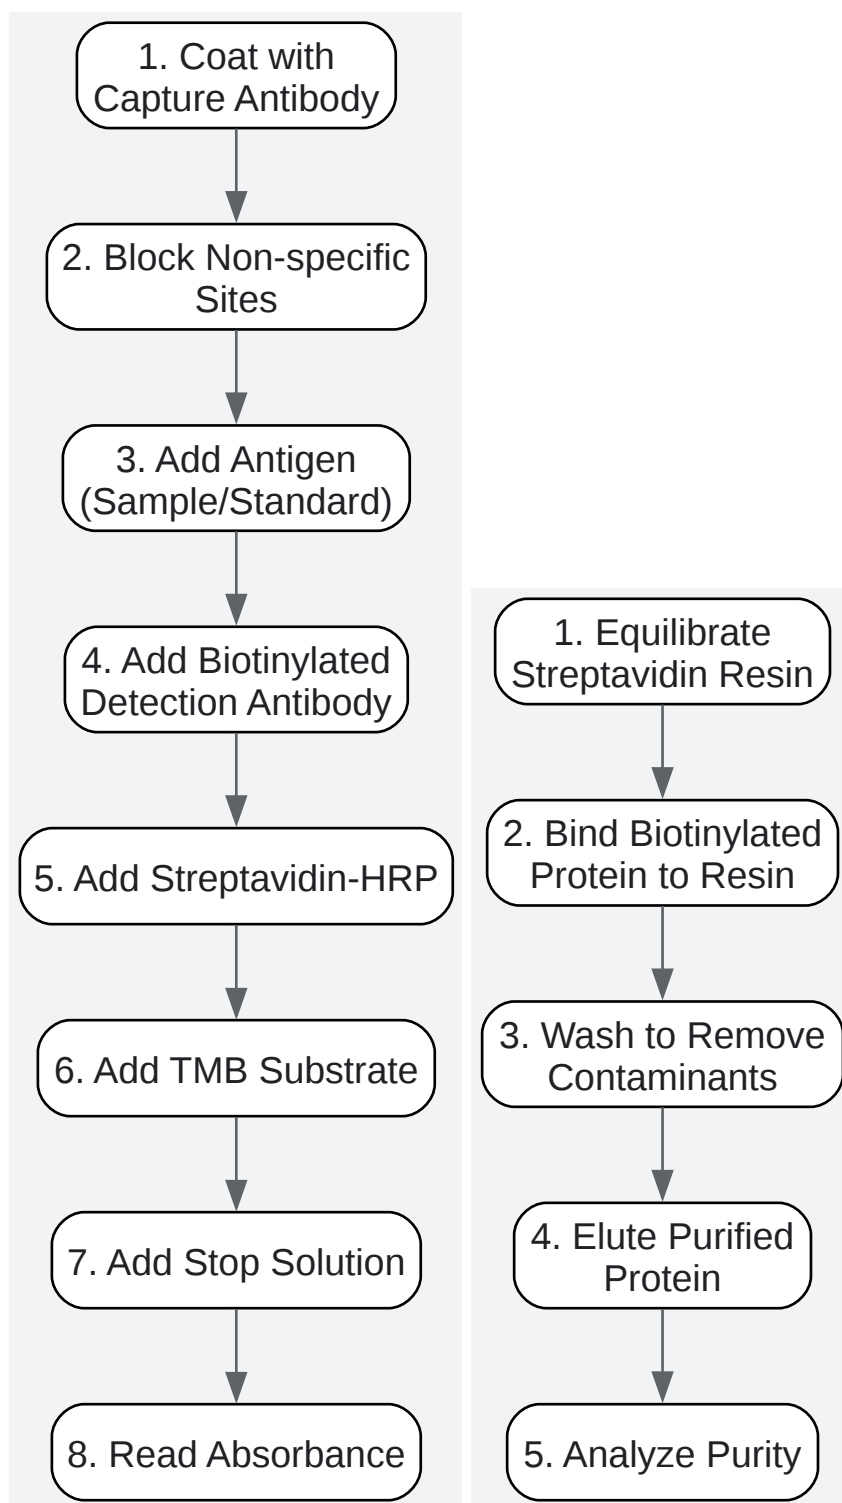 1. Coat with
Capture Antibody
2. Block Non-specific
Sites
3. Add Antigen
(Sample/Standard)
4. Add Biotinylated
Detection Antibody
5. Add Streptavidin-HRP
6. Add TMB Substrate
7. Add Stop Solution
8. Read Absorbance
1. Equilibrate
Streptavidin Resin
2. Bind Biotinylated
Protein to Resin
3. Wash to Remove
Contaminants
4. Elute Purified
Protein
5. Analyze Purity